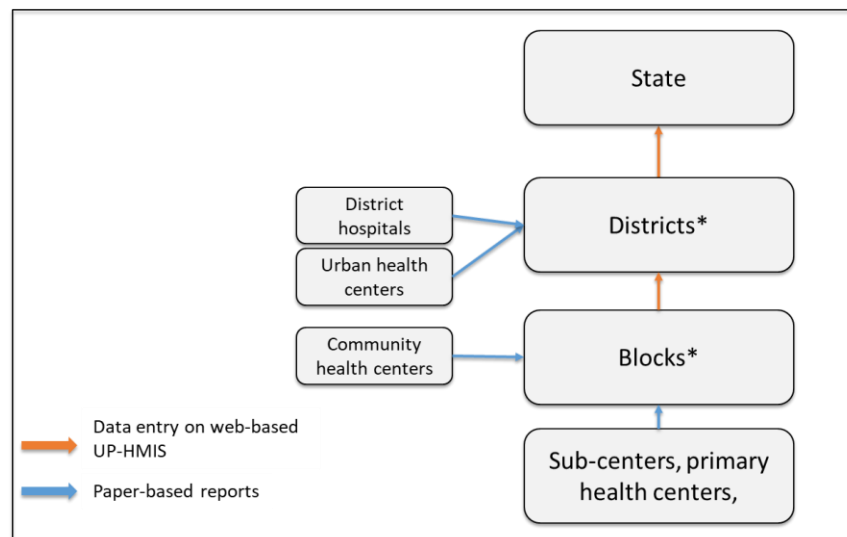 State
District
hospitals
Districts*
Urban health
centers
Community
health centers
Blocks*
Data entry on web-based
UP-HMIS
Sub-centers, primary
health centers,
Paper-based reports